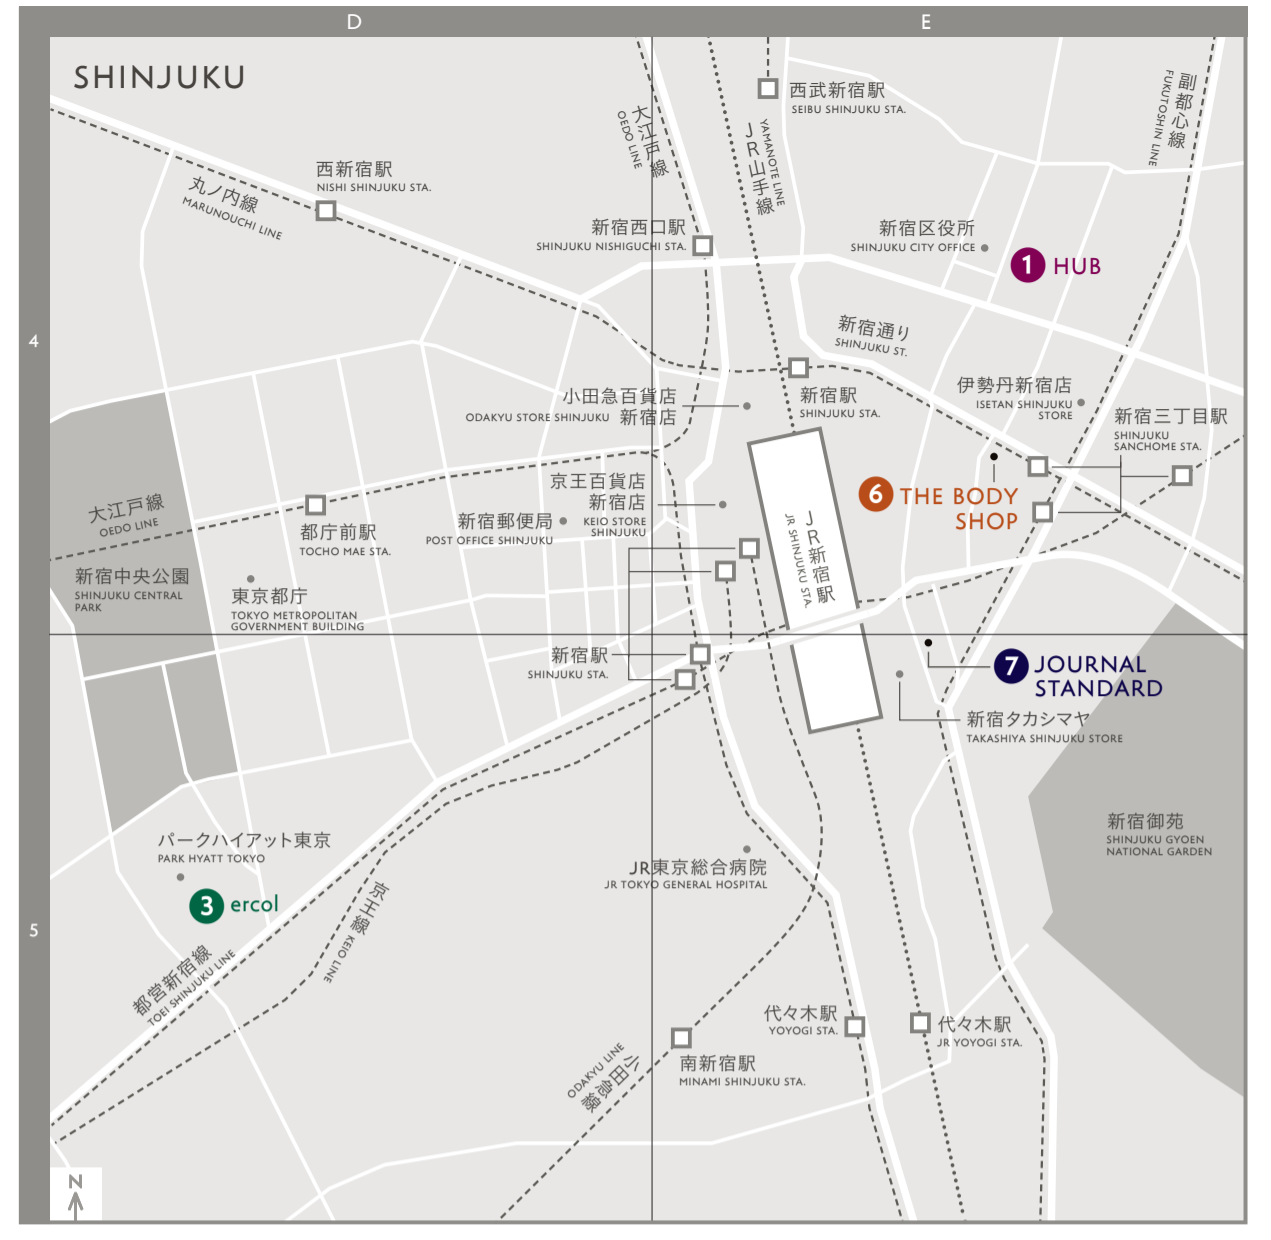 D
E
SHINJUKU
西武新宿駅
SEIBU SHINJUKU STA.
副都心線
FUKUTOSHIN LINE
大江戸線
OEDO LINE
JR山手線
YAMANOTE LINE
西新宿駅
NISHI SHINJUKU STA.
丸ノ内線
MARUNOUCHI LINE
新宿西口駅
SHINJUKU NISHIGUCHI STA.
新宿区役所
SHINJUKU CITY OFFICE
1 HUB
4
新宿通り
SHINJUKU ST.
小田急百貨店
ODAKYU STORE SHINJUKU 新宿店
新宿駅
SHINJUKU STA.
伊勢丹新宿店
ISETAN SHINJUKU
STORE
新宿三丁目駅
SHINJUKU
SANCHOME STA.
京王百貨店
新宿店
KEIO STORE
SHINJUKU
6 THE BODY
SHOP
大江戸線
OEDO LINE
都庁前駅
TOCHO MAE STA.
新宿郵便局
POST OFFICE SHINJUKU
JR新宿駅
JR SHINJUKU STA.
新宿中央公園
SHINJUKU CENTRAL
PARK
東京都庁
TOKYO METROPOLITAN
GOVERNMENT BUILDING
新宿駅
SHINJUKU STA.
7 JOURNAL
STANDARD
新宿タカシマヤ
TAKASHIYA SHINJUKU STORE
新宿御苑
SHINJUKU GYOEN
NATIONAL GARDEN
パークハイアット東京
PARK HYATT TOKYO
3 ercol
JR東京総合病院
JR TOKYO GENERAL HOSPITAL
5
京王線
KEIO LINE
都営新宿線
TOEI SHINJUKU LINE
代々木駅
YOYOGI STA.
代々木駅
JR YOYOGI STA.
南新宿駅
MINAMI SHINJUKU STA.
ODAKYU LINE
小田急線
N